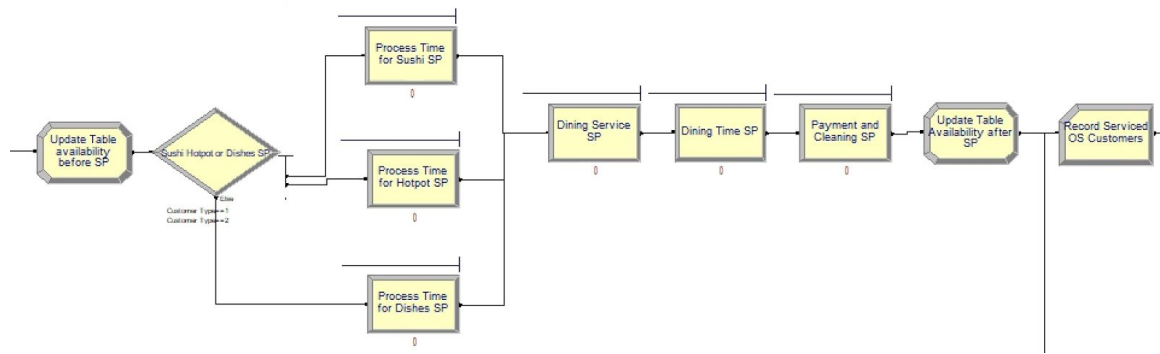 Process Time
for Sushi SP
0
Update Table
availability
before SP
Sushi Hotpot or Dishes SP
Else
Customer Type==1
Customer Type==2
Process Time
for Hotpot SP
0
Process Time
for Dishes SP
0
Dining Service
SP
0
Dining Time SP
0
Payment and
Cleaning SP
0
Update Table
Availability after
SP
Record Serviced
OS Customers